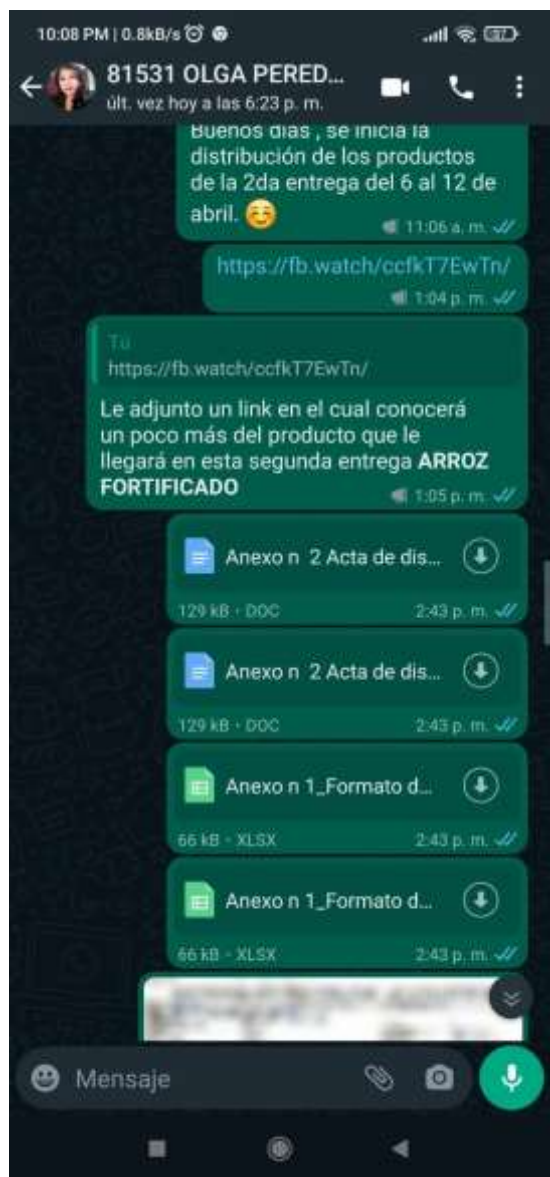 10:08 PM | 0.8kB/s
57
81531 OLGA PERED...
últ. vez hoy a las 6:23 p. m.
Buenos días , se inicia la
distribución de los productos
de la 2da entrega del 6 al 12 de
abril.
11:06 a. m.
https://fb.watch/ccfkT7EwTn/
1:04 p. m.
Tú
https://fb.watch/ccfkT7EwTn/
Le adjunto un link en el cual conocerá
un poco más del producto que le
llegará en esta segunda entrega ARROZ
FORTIFICADO
1:05 p. m.
Anexo n 2 Acta de dis...
129 kB • DOC 2:43 p. m.
Anexo n 2 Acta de dis...
129 kB • DOC 2:43 p. m.
Anexo n 1_Formato d...
66 kB • XLSX 2:43 p. m.
Anexo n 1_Formato d...
66 kB • XLSX 2:43 p. m.
Mensaje